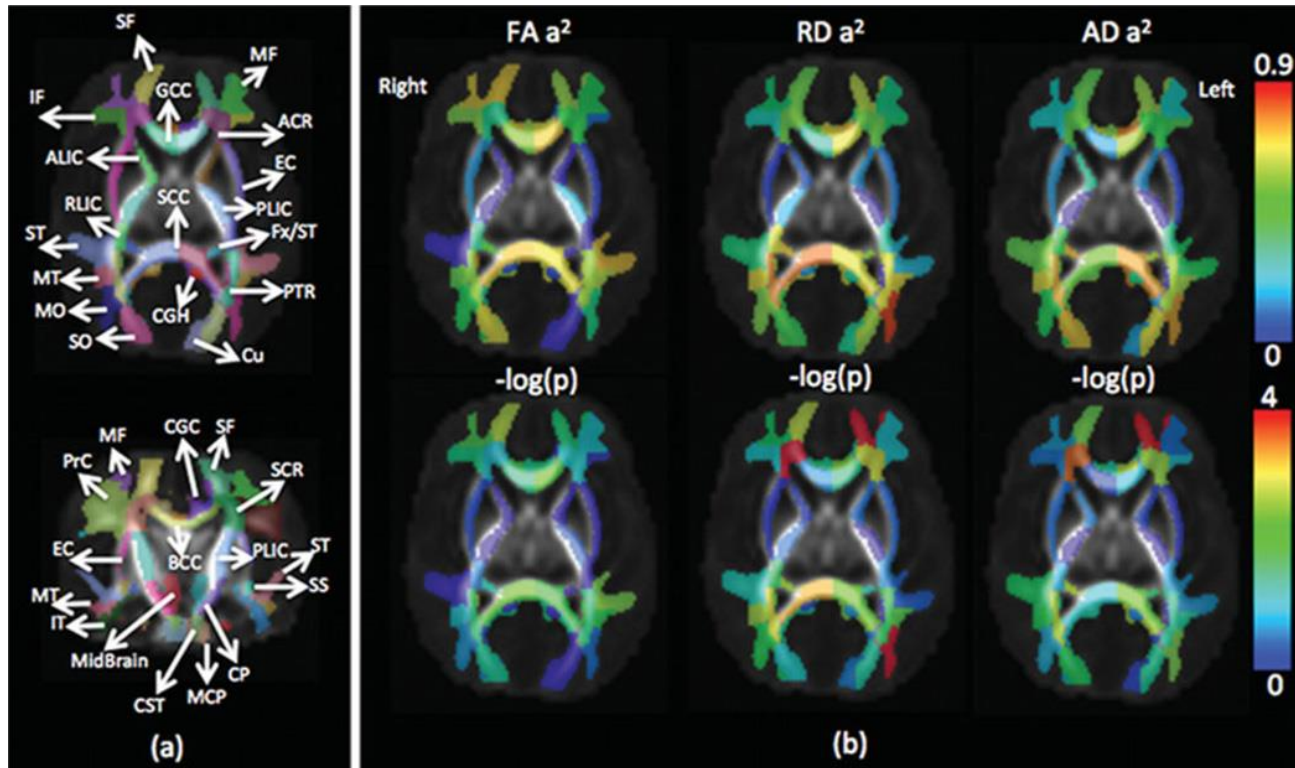 SF
MF
GCC
IF
ACR
ALIC
EC
SCC
RLIC
PLIC
ST
Fx/ST
MT
PTR
MO
CGH
SO
Cu
CGC
SF
MF
PrC
SCR
EC
BCC
PLIC
ST
SS
MT
IT
MidBrain
CP
CST
MCP
(a)
FA a²
RD a²
AD a²
Right
Left
0.9
0
-log(p)
-log(p)
-log(p)
4
0
(b)